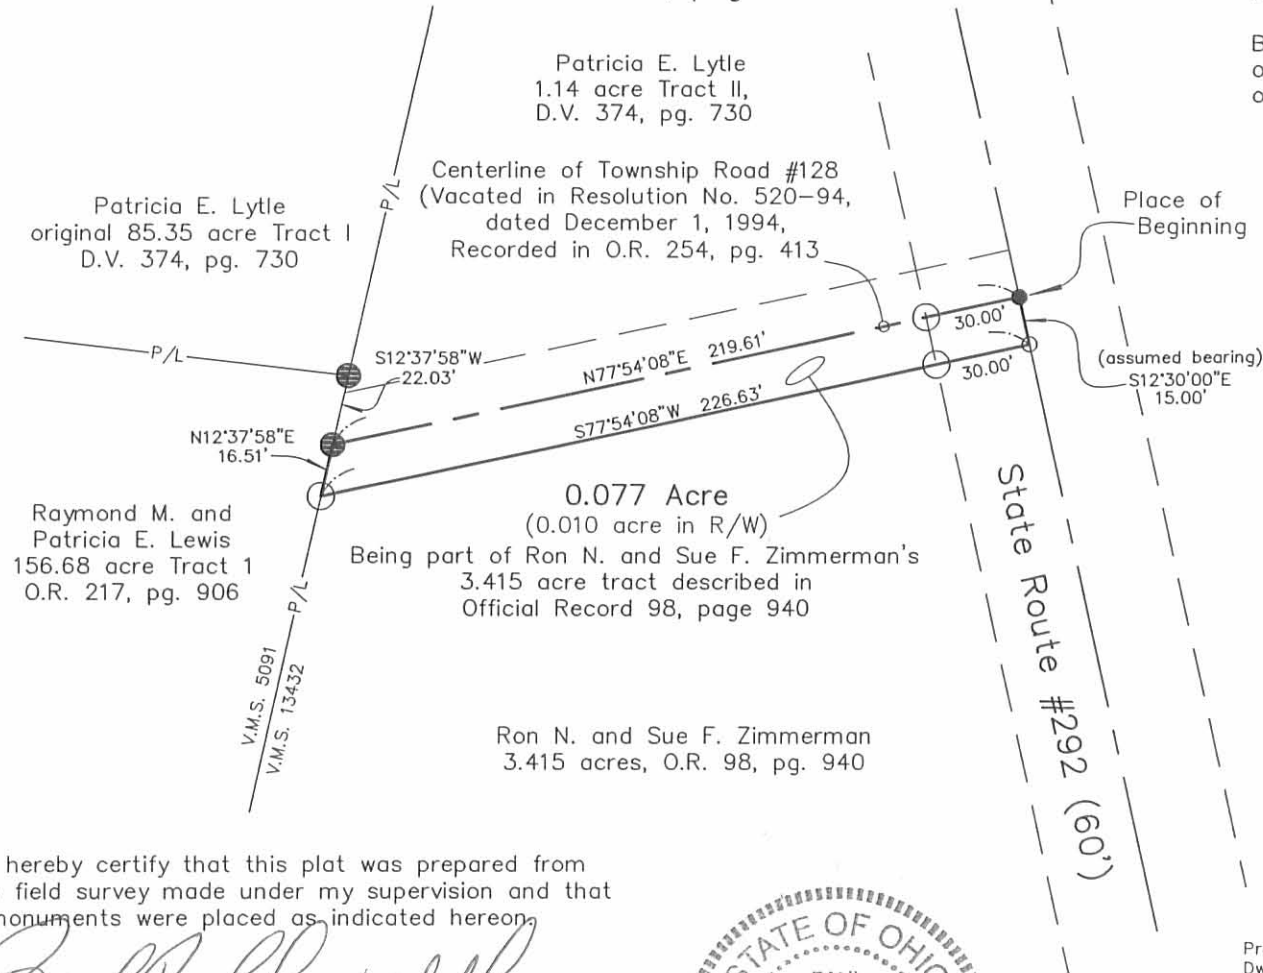 Patricia E. Lytle
1.14 acre Tract II,
D.V. 374, pg. 730
Centerline of Township Road #128
(Vacated in Resolution No. 520-94,
dated December 1, 1994,
Recorded in O.R. 254, pg. 413
Place of
Beginning
Patricia E. Lytle
original 85.35 acre Tract I
D.V. 374, pg. 730
P/L
P/L
S12°37'58"W
22.03'
N77°54'08"E 219.61'
30.00'
(assumed bearing)
S12°30'00"E
15.00'
30.00'
S77°54'08"W 226.63'
N12°37'58"E
16.51'
Raymond M. and
Patricia E. Lewis
156.68 acre Tract 1
O.R. 217, pg. 906
0.077 Acre
(0.010 acre in R/W)
Being part of Ron N. and Sue F. Zimmerman's
3.415 acre tract described in
Official Record 98, page 940
State Route #292 (60')
P/L
V.M.S. 5091
V.M.S. 13432
Ron N. and Sue F. Zimmerman
3.415 acres, O.R. 98, pg. 940
hereby certify that this plat was prepared from
field survey made under my supervision and that
monuments were placed as indicated hereon.
STATE OF OHIO
Pr
Dw